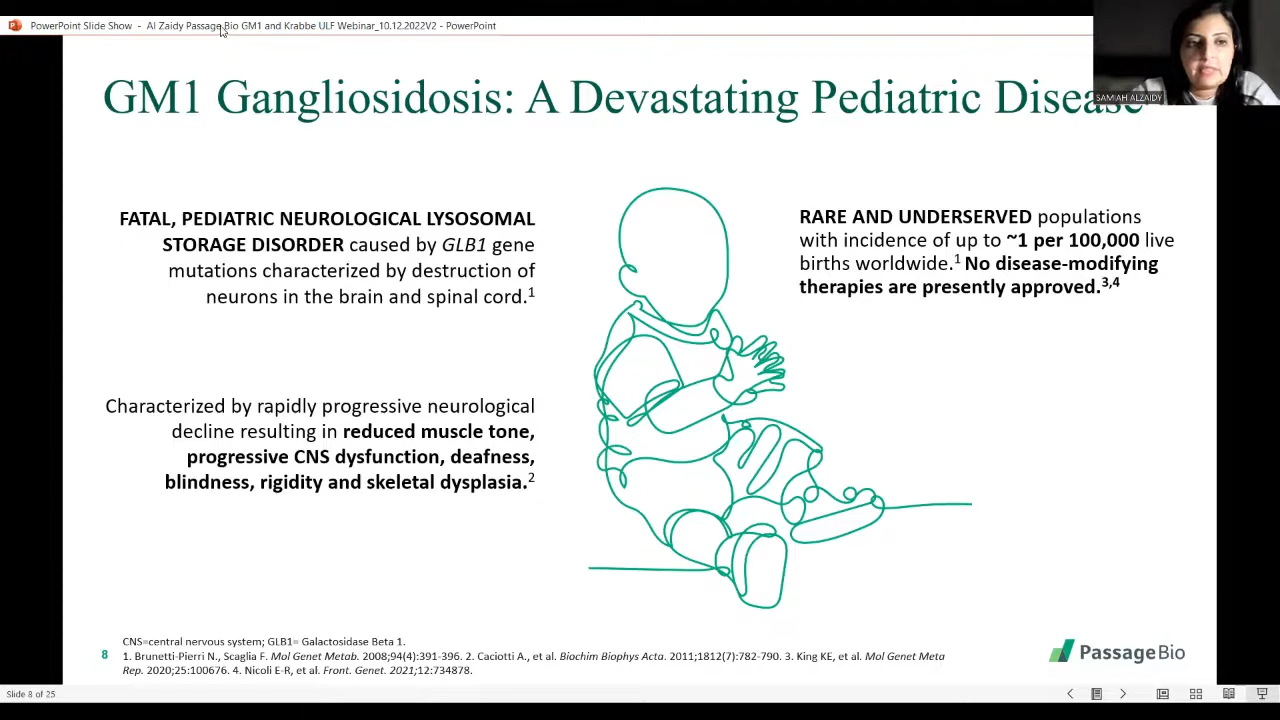 PowerPoint Slide Show - Al Zaidy Passage Bio GM1 and Krabbe ULF Webinar_10.12.2022V2 - PowerPoint
SAMIAH ALZAIDY
GM1 Gangliosidosis: A Devastating Pediatric Disease
FATAL, PEDIATRIC NEUROLOGICAL LYSOSOMAL
STORAGE DISORDER caused by GLB1 gene
mutations characterized by destruction of
neurons in the brain and spinal cord.1
Characterized by rapidly progressive neurological
decline resulting in reduced muscle tone,
progressive CNS dysfunction, deafness,
blindness, rigidity and skeletal dysplasia.2
RARE AND UNDERSERVED populations
with incidence of up to ~1 per 100,000 live
births worldwide.1 No disease-modifying
therapies are presently approved.3,4
CNS=central nervous system; GLB1= Galactosidase Beta 1.
8
1. Brunetti-Pierri N., Scaglia F. Mol Genet Metab. 2008;94(4):391-396. 2. Caciotti A., et al. Biochim Biophys Acta. 2011;1812(7):782-790. 3. King KE, et al. Mol Genet Meta
Rep. 2020;25:100676. 4. Nicoli E-R, et al. Front. Genet. 2021;12:734878.
PassageBio
Slide 8 of 25